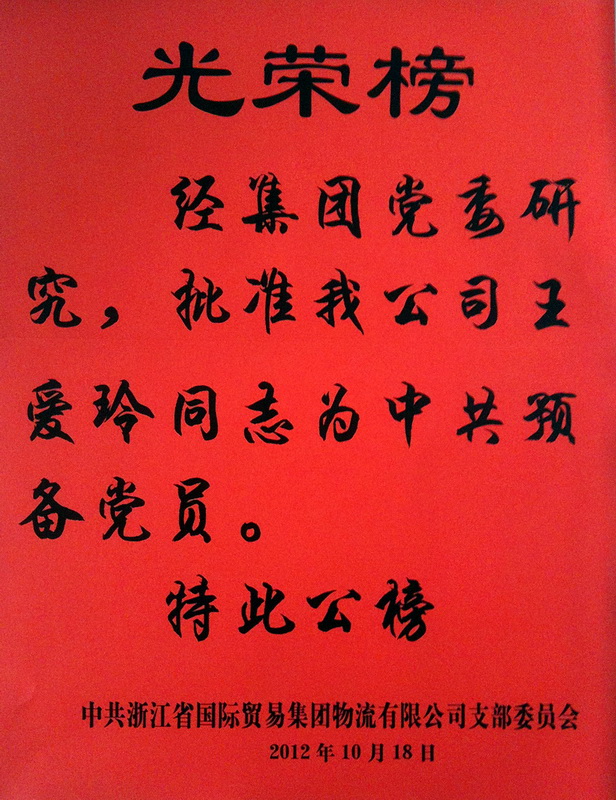 光荣榜
经集团党委研
究，批准我公司王
爱玲同志为中共预
备党员。
特此公榜
中共浙江省国际贸易集团物流有限公司支部委员会
2012年10月18日